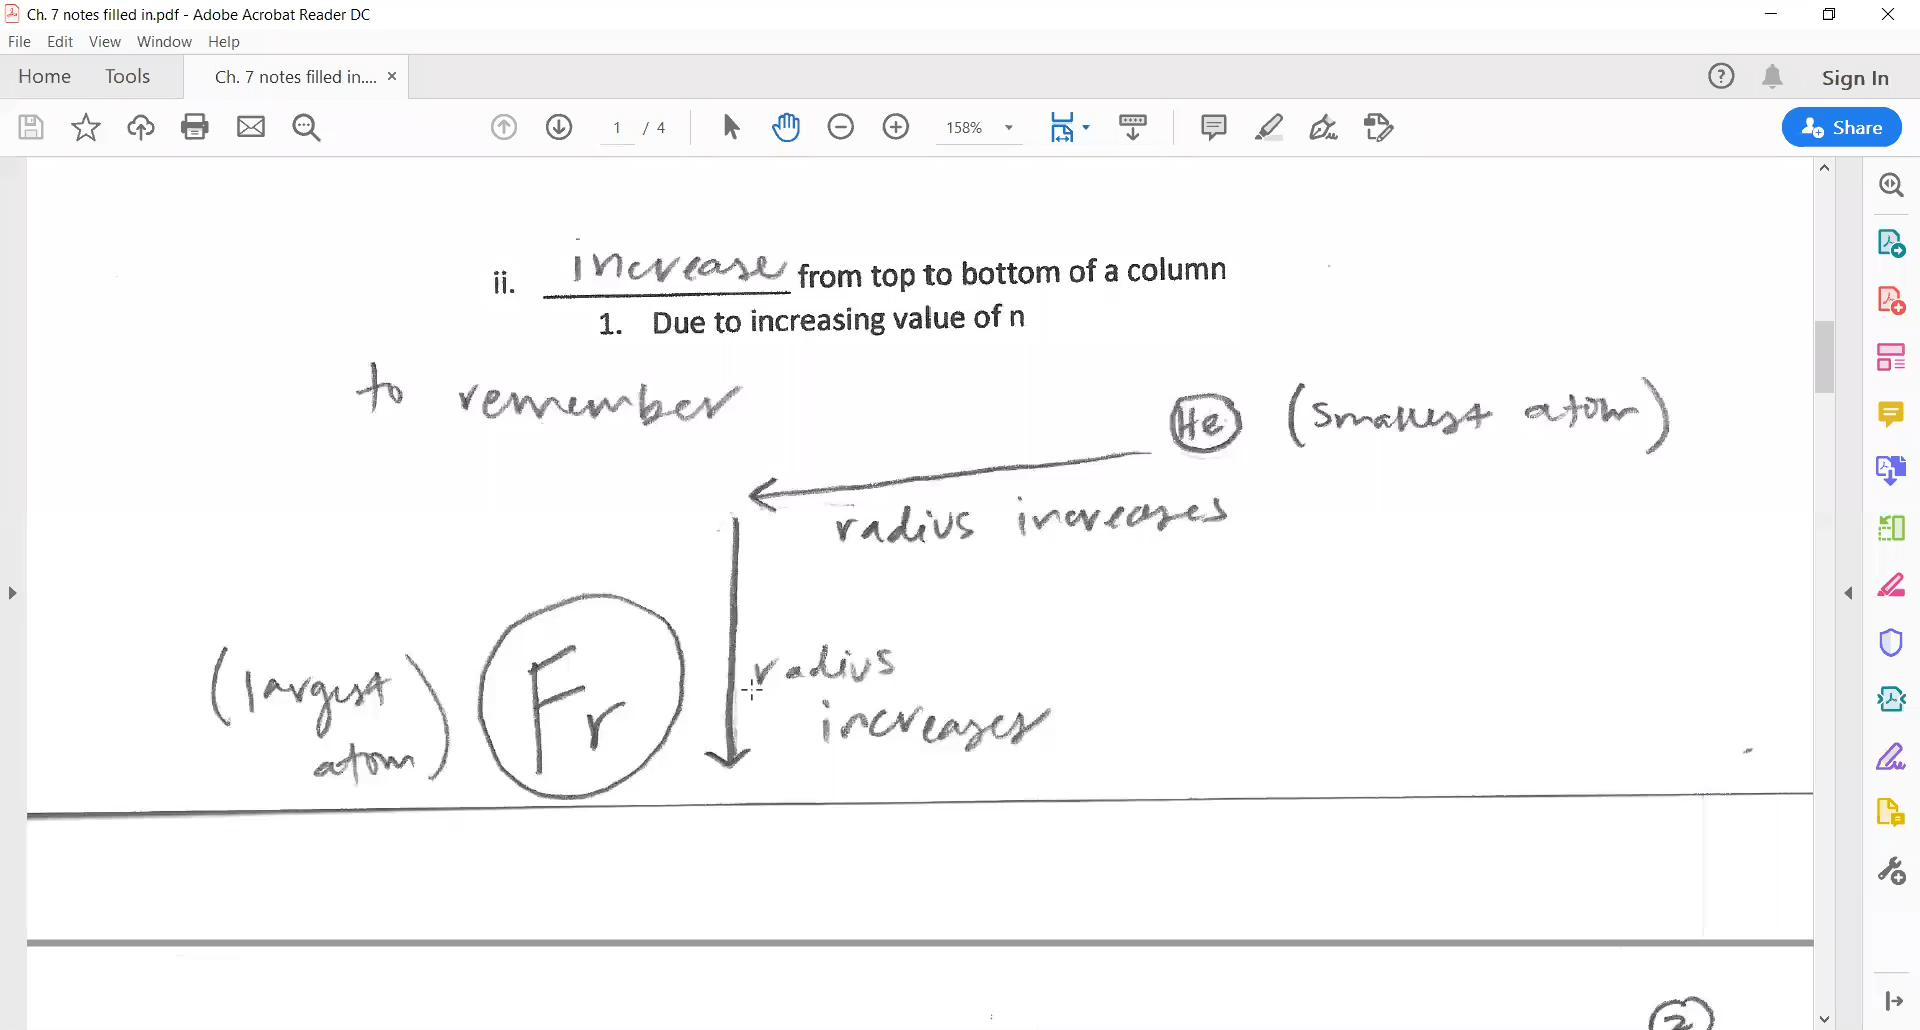 Ch. 7 notes filled in.pdf - Adobe Acrobat Reader DC
File Edit View Window Help
Home Tools Ch. 7 notes filled in.... × Sign In
1 / 4 158% Share
ii. increase from top to bottom of a column
1. Due to increasing value of n
to remember
He (smallest atom)
radius increases
(largest atom)
Fr
radius
increases
2